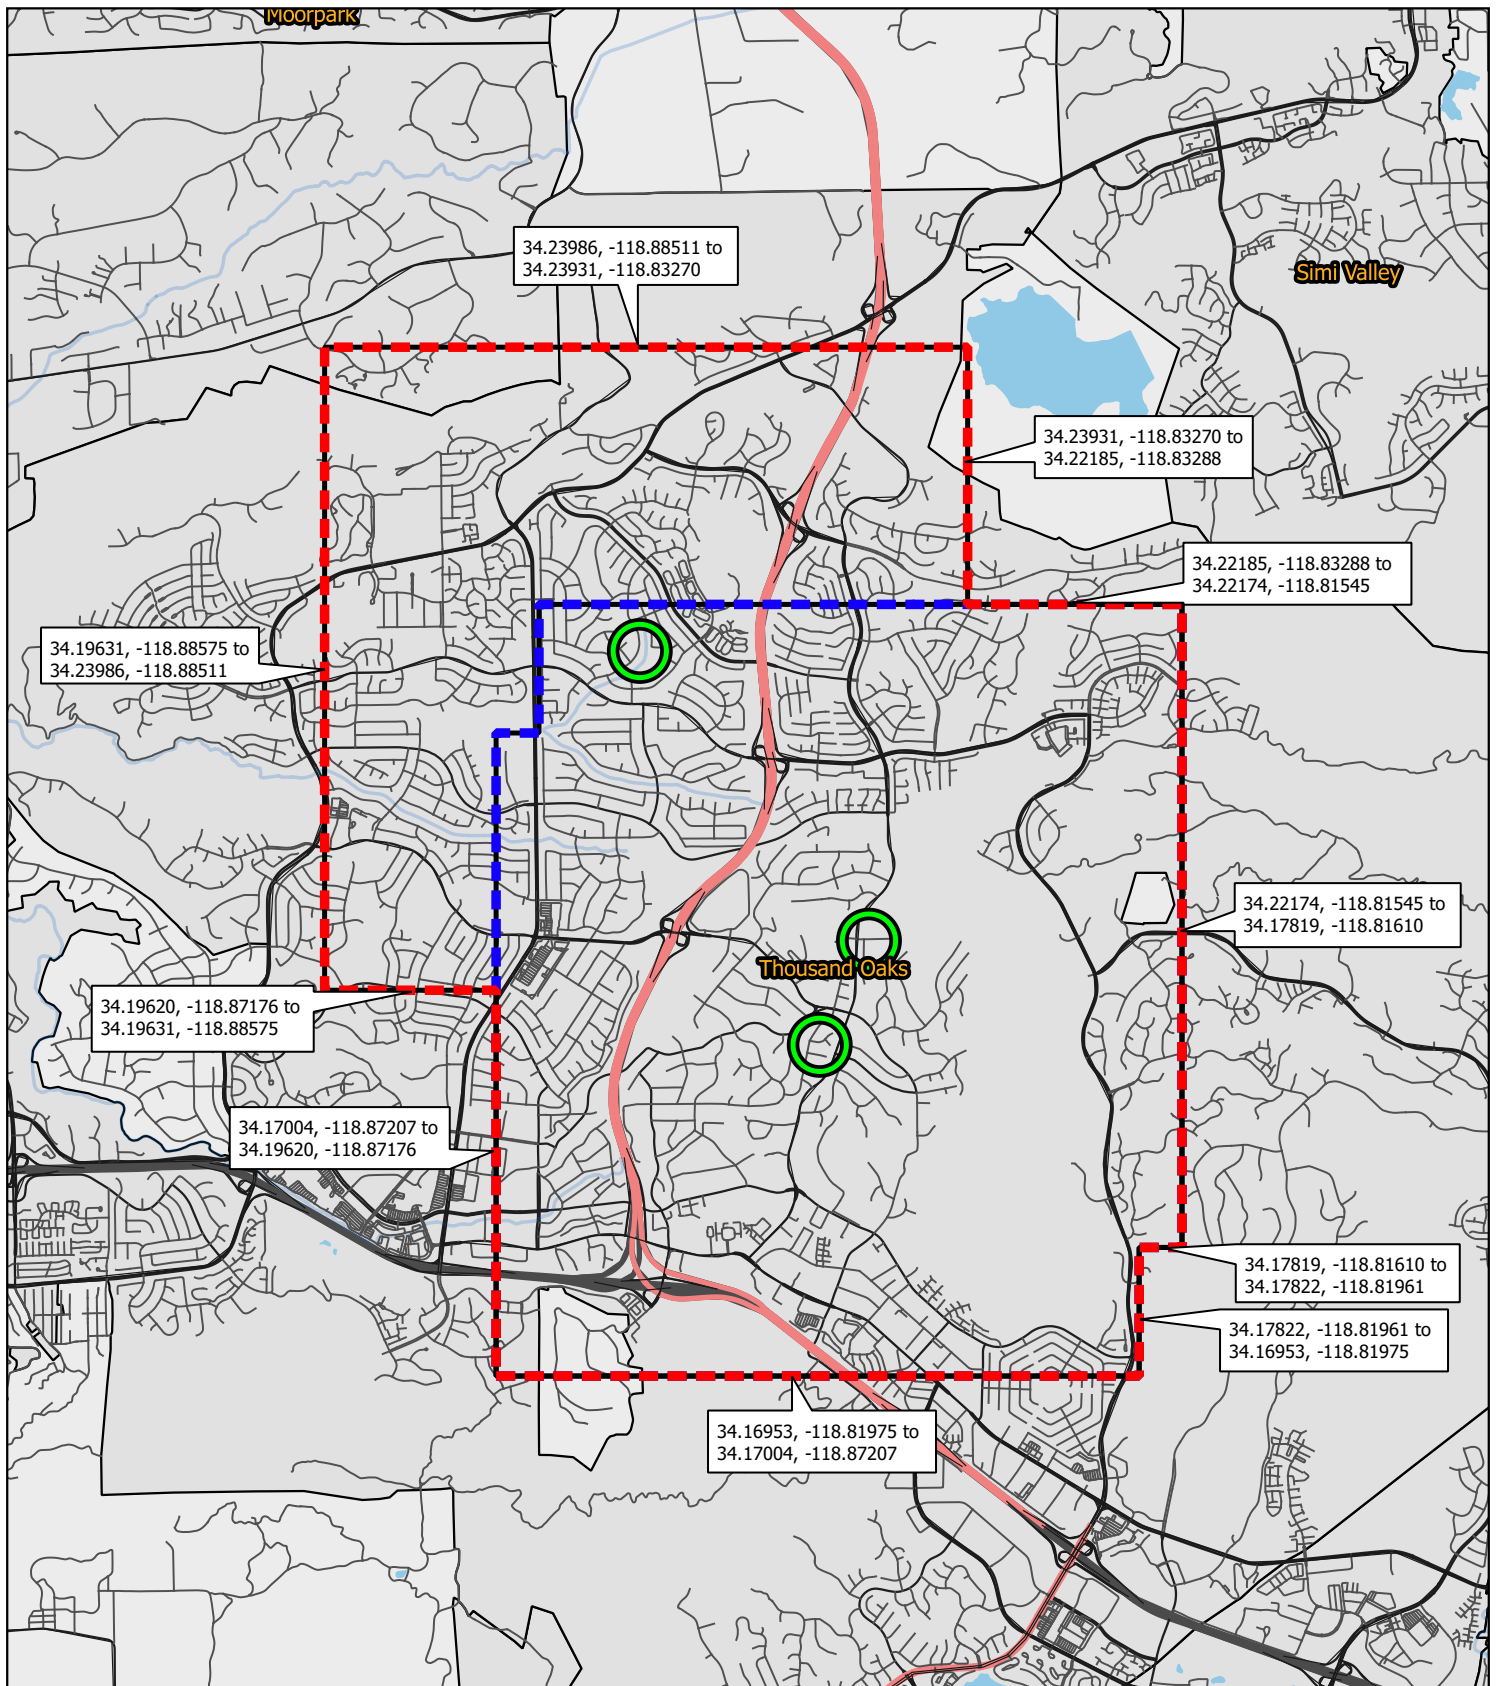 Moorpark
34.23986, -118.88511 to
34.23931, -118.83270
Simi Valley
34.23931, -118.83270 to
34.22185, -118.83288
34.22185, -118.83288 to
34.22174, -118.81545
34.19631, -118.88575 to
34.23986, -118.88511
34.22174, -118.81545 to
34.17819, -118.81610
Thousand Oaks
34.19620, -118.87176 to
34.19631, -118.88575
34.17004, -118.87207 to
34.19620, -118.87176
34.17819, -118.81610 to
34.17822, -118.81961
34.17822, -118.81961 to
34.16953, -118.81975
34.16953, -118.81975 to
34.17004, -118.87207